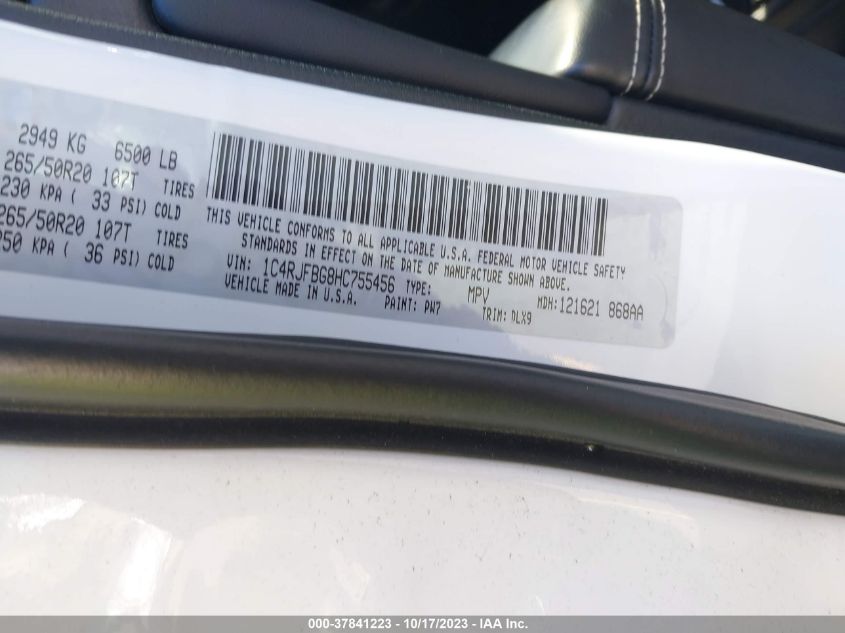 2949 KG 6500 LB
265/50R20 107T TIRES
230 KPA ( 33 PSI) COLD
265/50R20 107T TIRES
250 KPA ( 36 PSI) COLD
THIS VEHICLE CONFORMS TO ALL APPLICABLE U.S.A. FEDERAL MOTOR VEHICLE SAFETY
STANDARDS IN EFFECT ON THE DATE OF MANUFACTURE SHOWN ABOVE.
VIN: 1C4RJFBG8HC755456 TYPE: MPV MDH:121621 868AA
VEHICLE MADE IN U.S.A. PAINT: PW7 TRIM: DLX9
000-37841223 - 10/17/2023 - IAA Inc.